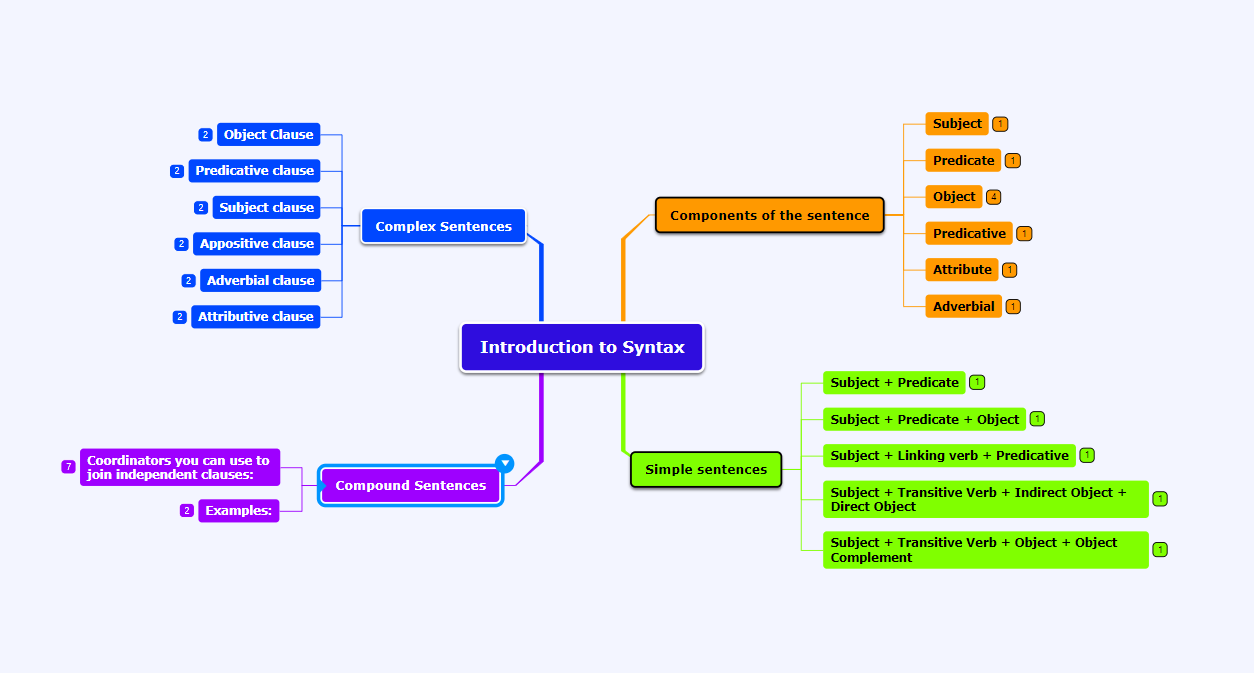 Introduction to Syntax
Complex Sentences
Object Clause
2
Predicative clause
2
Subject clause
2
Appositive clause
2
Adverbial clause
2
Attributive clause
2
Components of the sentence
Subject
1
Predicate
1
Object
4
Predicative
1
Attribute
1
Adverbial
1
Compound Sentences
Coordinators you can use to
join independent clauses:
7
Examples:
2
Simple sentences
Subject + Predicate
1
Subject + Predicate + Object
1
Subject + Linking verb + Predicative
1
Subject + Transitive Verb + Indirect Object +
Direct Object
1
Subject + Transitive Verb + Object + Object
Complement
1